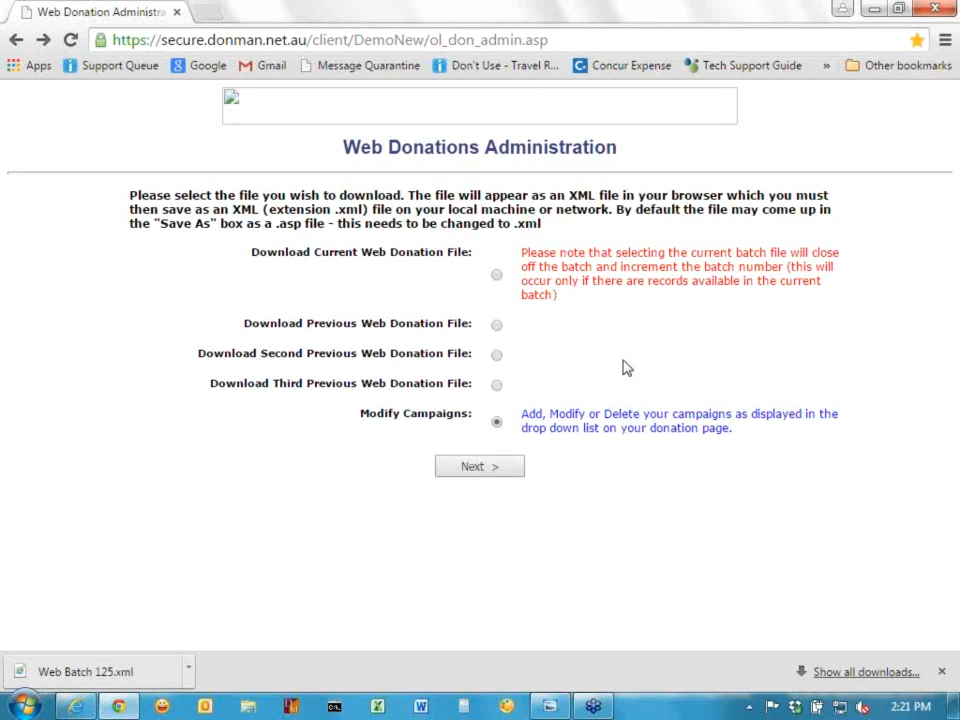 Web Donation Administra
https://secure.donman.net.au/client/DemoNew/ol_don_admin.asp
Apps Support Queue Google Gmail Message Quarantine Don't Use - Travel R... Concur Expense Tech Support Guide » Other bookmarks
Web Donations Administration
Please select the file you wish to download. The file will appear as an XML file in your browser which you must
then save as an XML (extension .xml) file on your local machine or network. By default the file may come up in
the "Save As" box as a .asp file - this needs to be changed to .xml
Download Current Web Donation File:
Please note that selecting the current batch file will close
off the batch and increment the batch number (this will
occur only if there are records available in the current
batch)
Download Previous Web Donation File:
Download Second Previous Web Donation File:
Download Third Previous Web Donation File:
Modify Campaigns:
Add, Modify or Delete your campaigns as displayed in the
drop down list on your donation page.
Next >
Web Batch 125.xml
Show all downloads...
2:21 PM